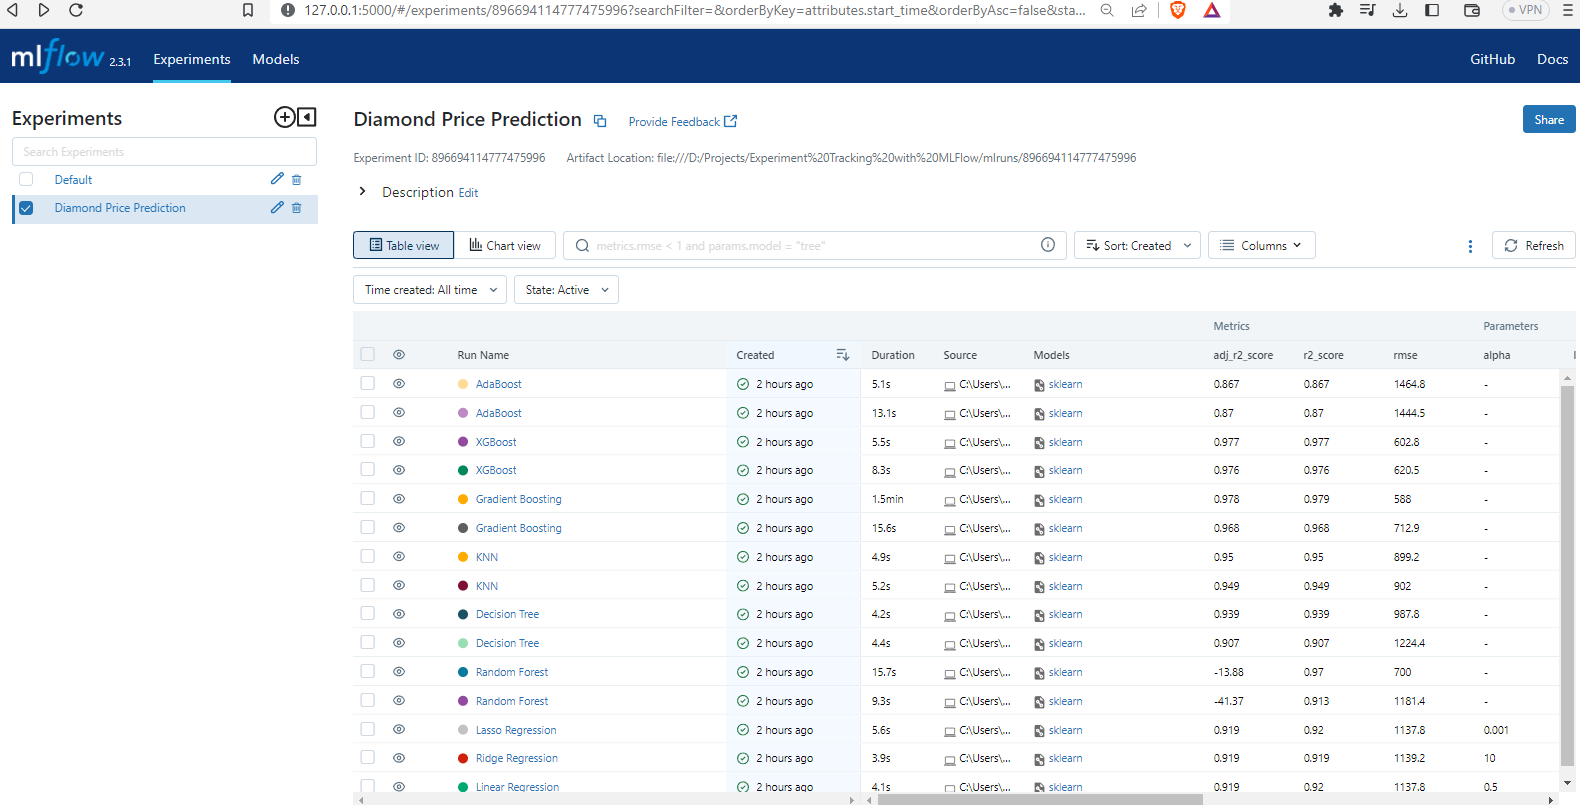 127.0.0.1:5000/#/experiments/896694114777475996?searchFilter=&orderByKey=attributes.start_time&orderByAsc=false&sta...
VPN
mlflow 2.3.1 Experiments Models GitHub Docs
Experiments
Search Experiments
Default
Diamond Price Prediction
Diamond Price Prediction Provide Feedback Share
Experiment ID: 896694114777475996 Artifact Location: file:///D:/Projects/Experiment%20Tracking%20with%20MLFlow/mlruns/896694114777475996
Description Edit
Table view Chart view metrics.rmse < 1 and params.model = "tree" Sort: Created Columns Refresh
Time created: All time State: Active
Metrics Parameters
Run Name Created Duration Source Models adj_r2_score r2_score rmse alpha
AdaBoost 2 hours ago 5.1s C:\Users\... sklearn 0.867 0.867 1464.8 -
AdaBoost 2 hours ago 13.1s C:\Users\... sklearn 0.87 0.87 1444.5 -
XGBoost 2 hours ago 5.5s C:\Users\... sklearn 0.977 0.977 602.8 -
XGBoost 2 hours ago 8.3s C:\Users\... sklearn 0.976 0.976 620.5 -
Gradient Boosting 2 hours ago 1.5min C:\Users\... sklearn 0.978 0.979 588 -
Gradient Boosting 2 hours ago 15.6s C:\Users\... sklearn 0.968 0.968 712.9 -
KNN 2 hours ago 4.9s C:\Users\... sklearn 0.95 0.95 899.2 -
KNN 2 hours ago 5.2s C:\Users\... sklearn 0.949 0.949 902 -
Decision Tree 2 hours ago 4.2s C:\Users\... sklearn 0.939 0.939 987.8 -
Decision Tree 2 hours ago 4.4s C:\Users\... sklearn 0.907 0.907 1224.4 -
Random Forest 2 hours ago 15.7s C:\Users\... sklearn -13.88 0.97 700 -
Random Forest 2 hours ago 9.3s C:\Users\... sklearn -41.37 0.913 1181.4 -
Lasso Regression 2 hours ago 5.6s C:\Users\... sklearn 0.919 0.92 1137.8 0.001
Ridge Regression 2 hours ago 3.9s C:\Users\... sklearn 0.919 0.919 1139.2 10
Linear Regression 2 hours ago 4.1s C:\Users\... sklearn 0.919 0.92 1137.8 0.5